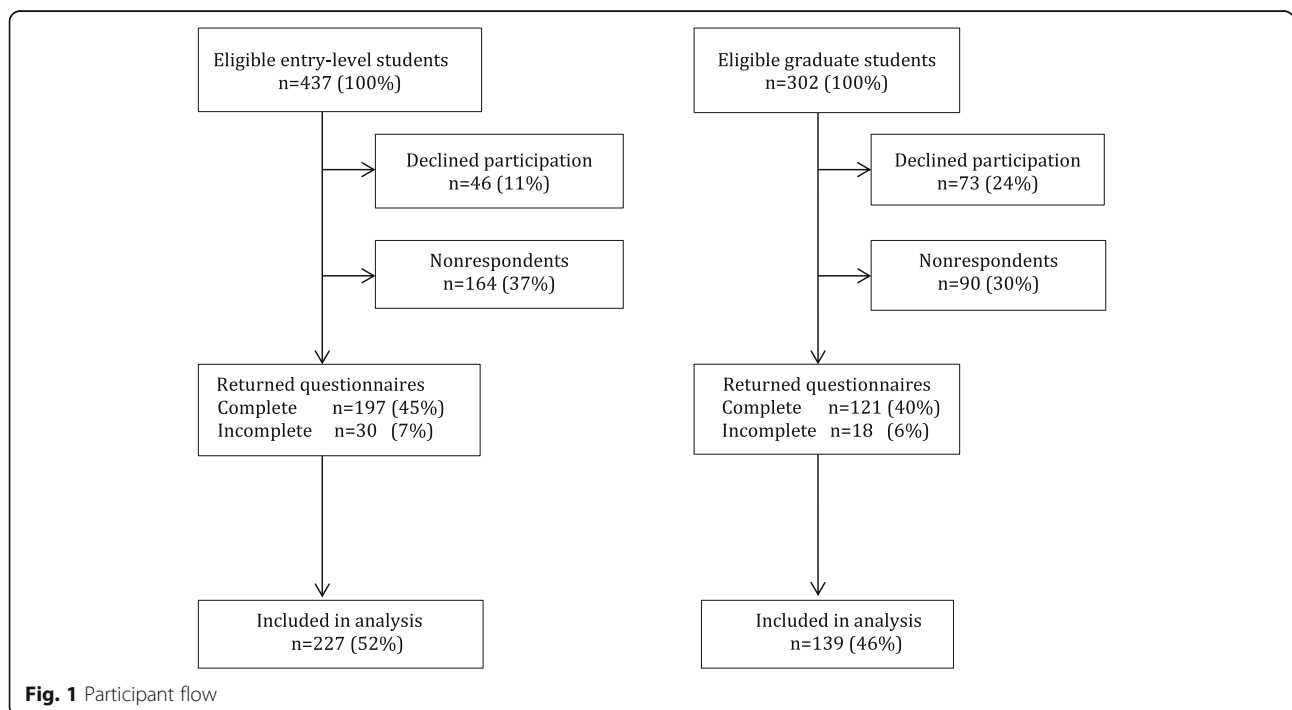 Eligible entry-level students
n=437 (100%)
Declined participation
n=46 (11%)
Nonrespondents
n=164 (37%)
Returned questionnaires
Complete n=197 (45%)
Incomplete n=30 (7%)
Included in analysis
n=227 (52%)
Eligible graduate students
n=302 (100%)
Declined participation
n=73 (24%)
Nonrespondents
n=90 (30%)
Returned questionnaires
Complete n=121 (40%)
Incomplete n=18 (6%)
Included in analysis
n=139 (46%)
Fig. 1 Participant flow